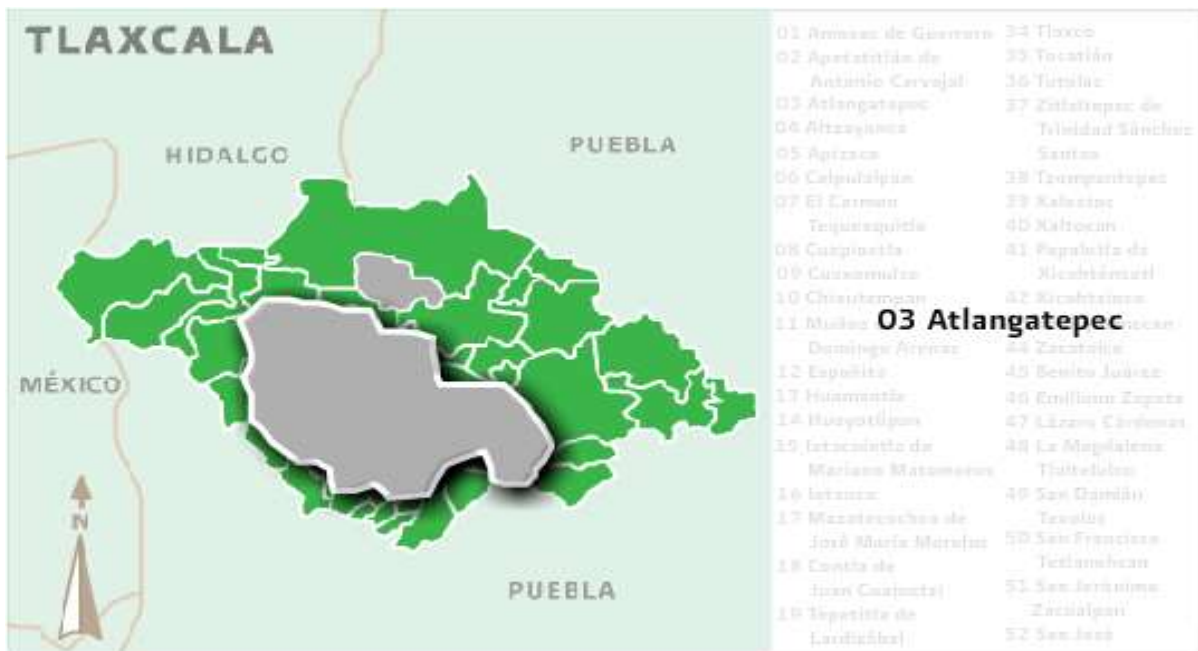 TLAXCALA
HIDALGO
PUEBLA
MÉXICO
N
PUEBLA
01 Amaxac de Guerrero
02 Apetatitlán de
Antonio Carvajal
03 Atlangatepec
04 Altzayanca
05 Apizaco
06 Calpulalpan
07 El Carmen
Tequexquitla
08 Cuapiaxtla
09 Cuaxomulco
10 Chiautempan
11 Muñoz
Domingo Arenas
12 Españita
13 Huamantla
14 Hueyotlipan
15 Ixtacuixtla de
Mariano Matamoros
16 Ixtenco
17 Mazatecochco de
José María Morelos
18 Contla de
Juan Cuamatzi
19 Tepetitla de
Lardizábal
34 Tlaxco
35 Tocatlán
36 Totolac
37 Zitlaltepec de
Trinidad Sánchez
Santos
38 Tzompantepec
39 Xaloztoc
40 Xaltocan
41 Papalotla de
Xicohténcatl
42 Xicohtzinco
44 Zacatelco
45 Benito Juárez
46 Emiliano Zapata
47 Lázaro Cárdenas
48 La Magdalena
Tlaltelulco
49 San Damián
Texoloc
50 San Francisco
Tetlanohcan
51 San Jerónimo
Zacualpan
52 San José
03 Atlangatepec